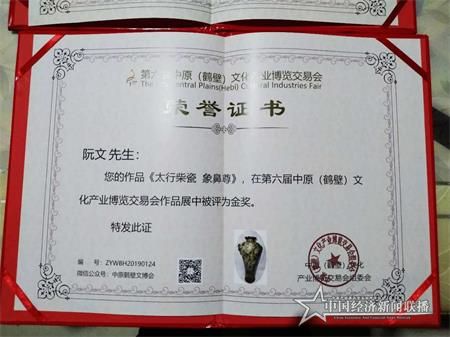 第六届中原（鹤壁）文化产业博览交易会
Central Plains(Hebi) Cultural Industries Fair
荣誉证书
阮文 先生：
您的作品《太行柴瓷 象鼻尊》，在第六届中原（鹤壁）文
化产业博览交易会作品展中被评为金奖。
特发此证
编 号：ZYWBH20190124
微信公众号：中原鹤壁文博会
产业博览交易会组委会
中国经济新闻联播